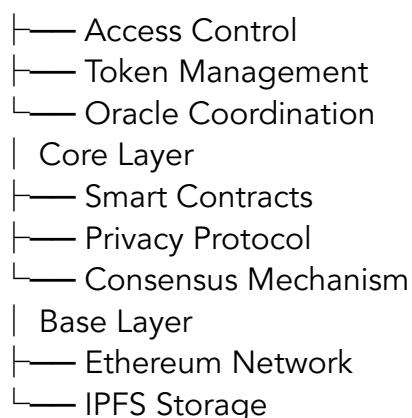 ├── Access Control
├── Token Management
└── Oracle Coordination
│ Core Layer
├── Smart Contracts
├── Privacy Protocol
└── Consensus Mechanism
│ Base Layer
├── Ethereum Network
└── IPFS Storage